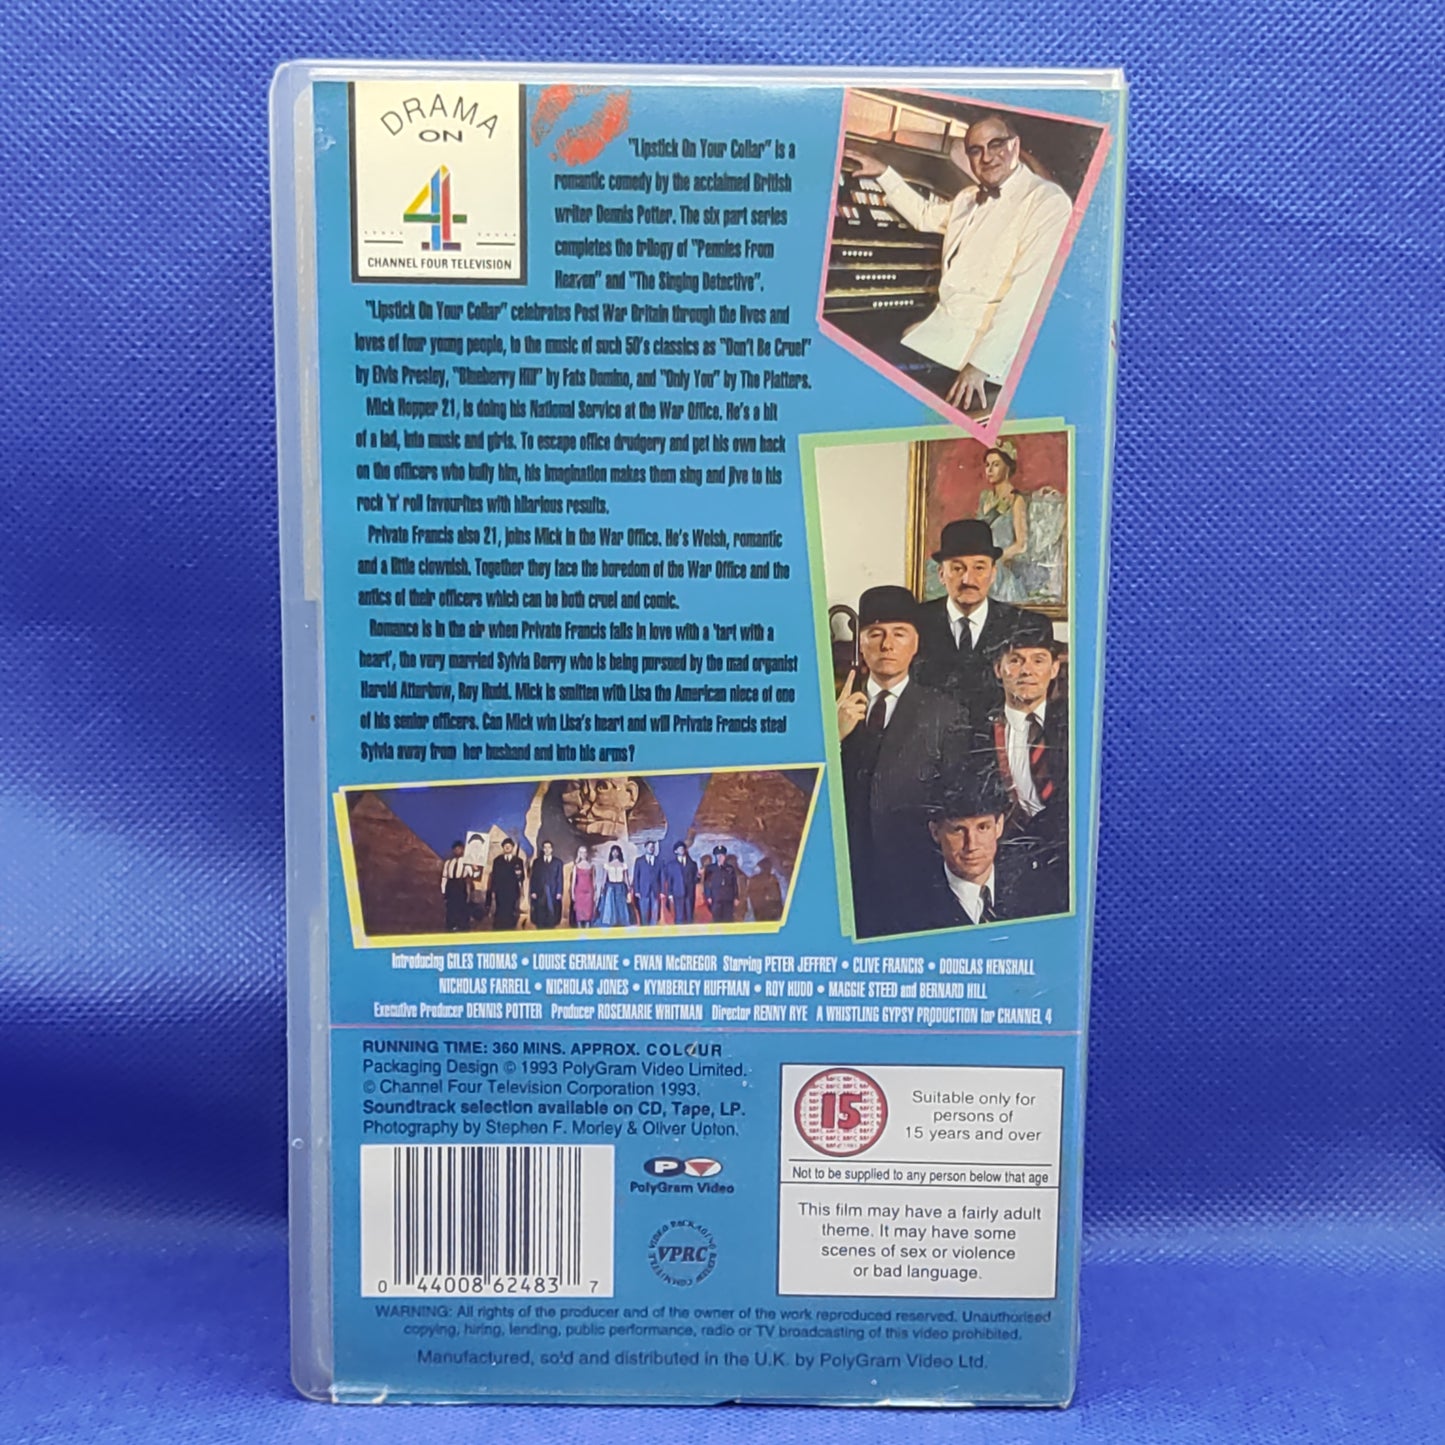 DRAMA
ON
4
CHANNEL FOUR TELEVISION
"Lipstick On Your Collar" is a
romantic comedy by the acclaimed British
writer Dennis Potter. The six part series
completes the trilogy of "Pennies From
Heaven" and "The Singing Detective".
"Lipstick On Your Collar" celebrates Post War Britain through the lives and
loves of four young people, to the music of such 50's classics as "Don't Be Cruel"
by Elvis Presley, "Blueberry Hill" by Fats Domino, and "Only You" by The Platters.
Mick Hopper 21, is doing his National Service at the War Office. He's a bit
of a lad, into music and girls. To escape office drudgery and get his own back
on the officers who bully him, his imagination makes them sing and jive to his
rock 'n' roll favourites with hilarious results.
Private Francis also 21, joins Mick in the War Office. He's Welsh, romantic
and a little clownish. Together they face the boredom of the War Office and the
antics of their officers which can be both cruel and comic.
Romance is in the air when Private Francis falls in love with a 'tart with a
heart', the very married Sylvia Berry who is being pursued by the mad organist
Harold Atterbow, Roy Hudd. Mick is smitten with Lisa the American niece of one
of his senior officers. Can Mick win Lisa's heart and will Private Francis steal
Sylvia away from her husband and into his arms?
Introducing GILES THOMAS • LOUISE GERMAINE • EWAN McGREGOR Starring PETER JEFFREY • CLIVE FRANCIS • DOUGLAS HENSHALL
NICHOLAS FARRELL • NICHOLAS JONES • KYMBERLEY HUFFMAN • ROY HUDD • MAGGIE STEED and BERNARD HILL
Executive Producer DENNIS POTTER Producer ROSEMARIE WHITMAN Director RENNY RYE A WHISTLING GYPSY PRODUCTION for CHANNEL 4
RUNNING TIME: 360 MINS. APPROX. COLOUR
Packaging Design © 1993 PolyGram Video Limited.
© Channel Four Television Corporation 1993.
Soundtrack selection available on CD, Tape, LP.
Photography by Stephen F. Morley & Oliver Upton.
0 44008 62483 7
P
PolyGram Video
VIDEO PACKAGING REVIEW COMMITTEE
VPRC
15
Suitable only for
persons of
15 years and over
Not to be supplied to any person below that age
This film may have a fairly adult
theme. It may have some
scenes of sex or violence
or bad language.
WARNING: All rights of the producer and of the owner of the work reproduced reserved. Unauthorised
copying, hiring, lending, public performance, radio or TV broadcasting of this video prohibited.
Manufactured, sold and distributed in the U.K. by PolyGram Video Ltd.